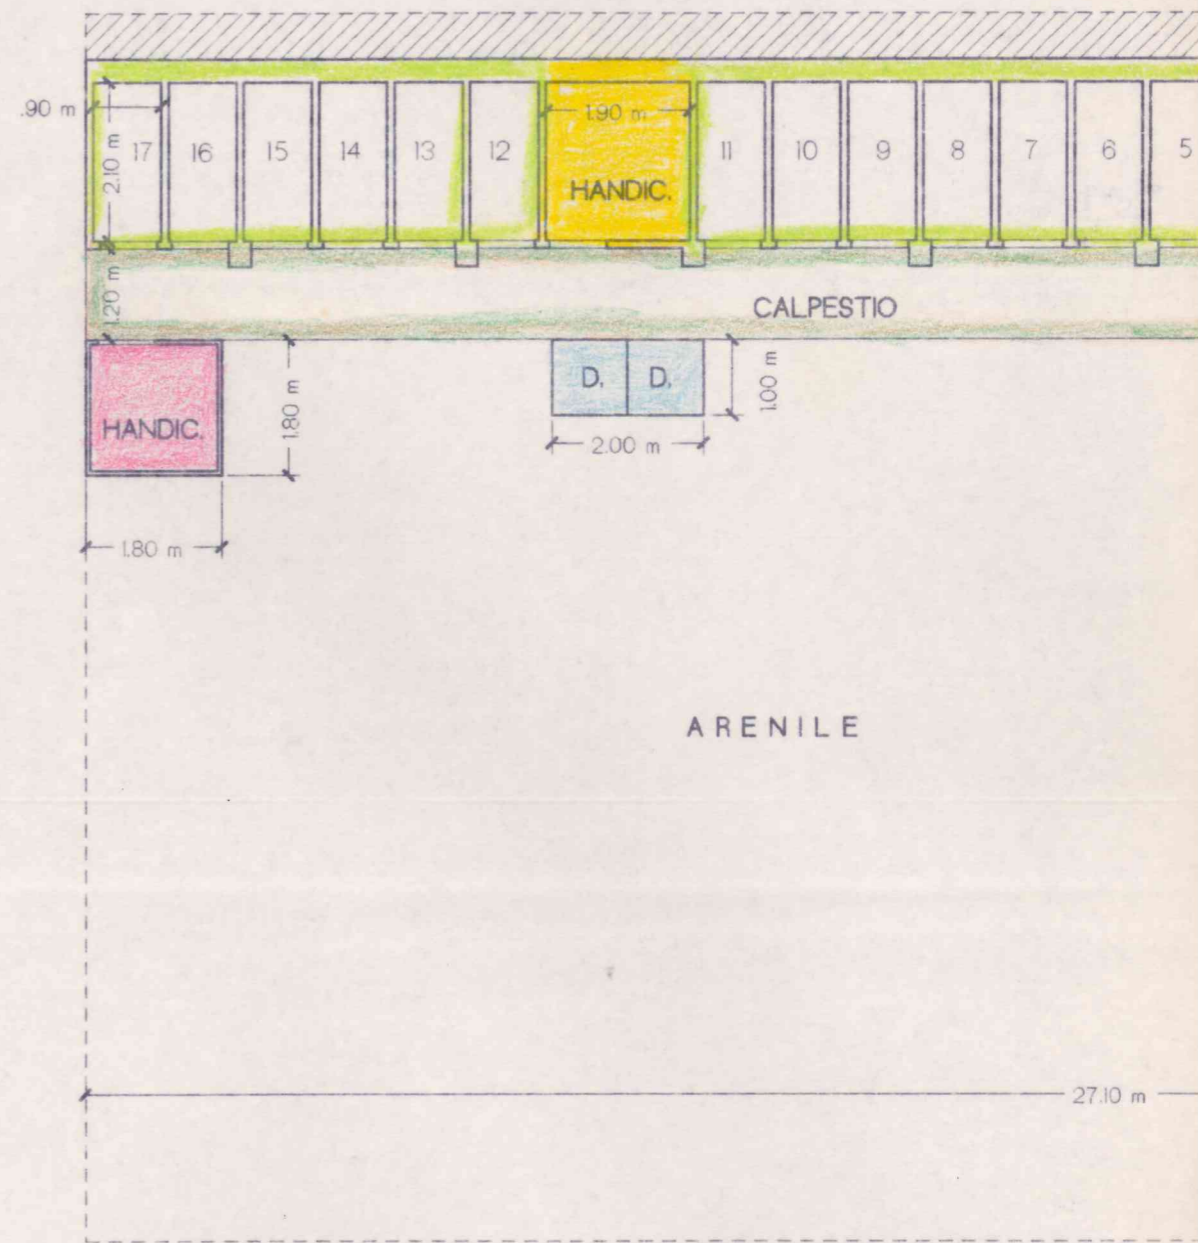 .90 m
2.10 m
17 16 15 14 13 12 1.90 m 11 10 9 8 7 6 5
HANDIC.
1.20 m
CALPESTIO
HANDIC.
1.80 m
D. D.
1.00 m
2.00 m
1.80 m
ARENILE
27.10 m